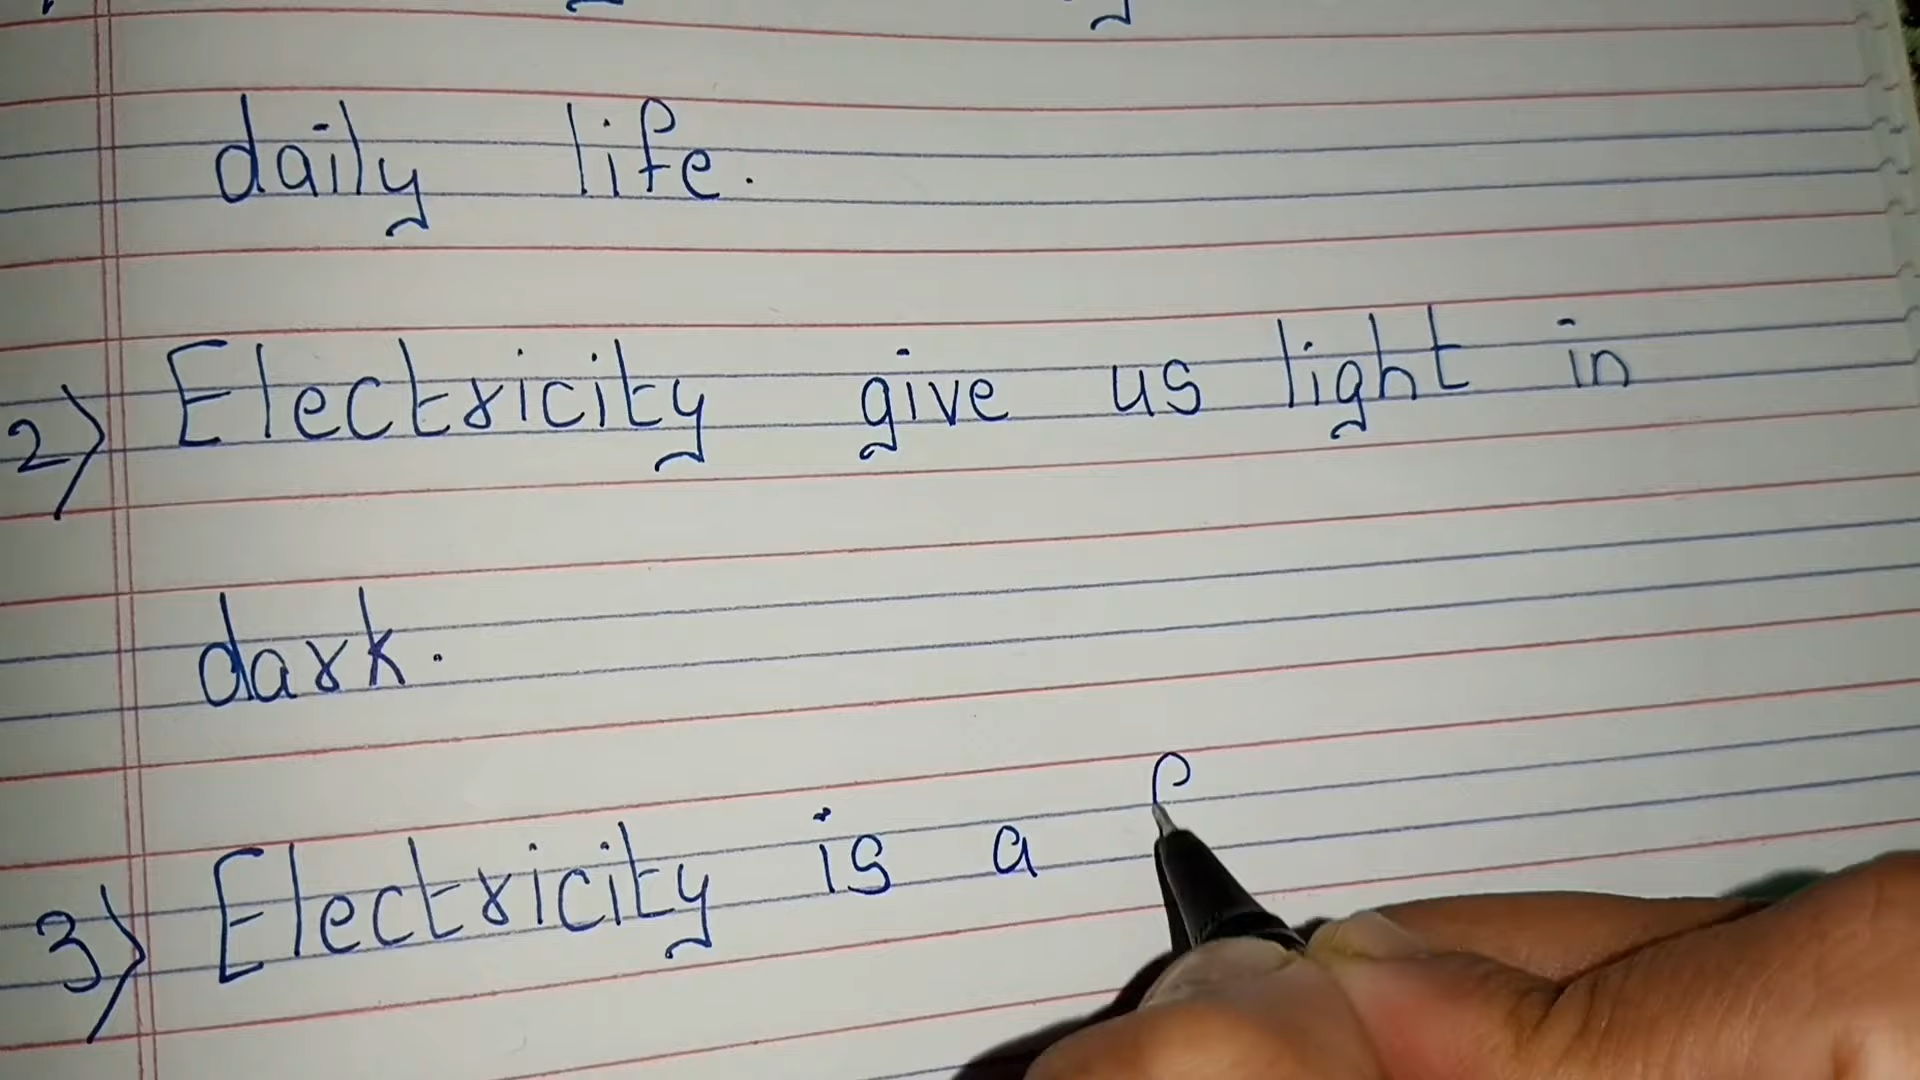 daily life.
2) Electricity give us light in
dark.
3) Electricity is a